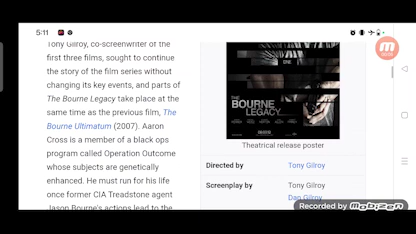 5:11
Tony Gilroy, co-screenwriter of the
first three films, sought to continue
the story of the film series without
changing its key events, and parts of
The Bourne Legacy take place at the
same time as the previous film, The
Bourne Ultimatum (2007). Aaron
Cross is a member of a black ops
program called Operation Outcome
whose subjects are genetically
enhanced. He must run for his life
once former CIA Treadstone agent
Jason Bourne's actions lead to the
THE
BOURNE
LEGACY
Theatrical release poster
Directed by Tony Gilroy
Screenplay by Tony Gilroy
Dan Gilroy
Recorded by MOBIZEN